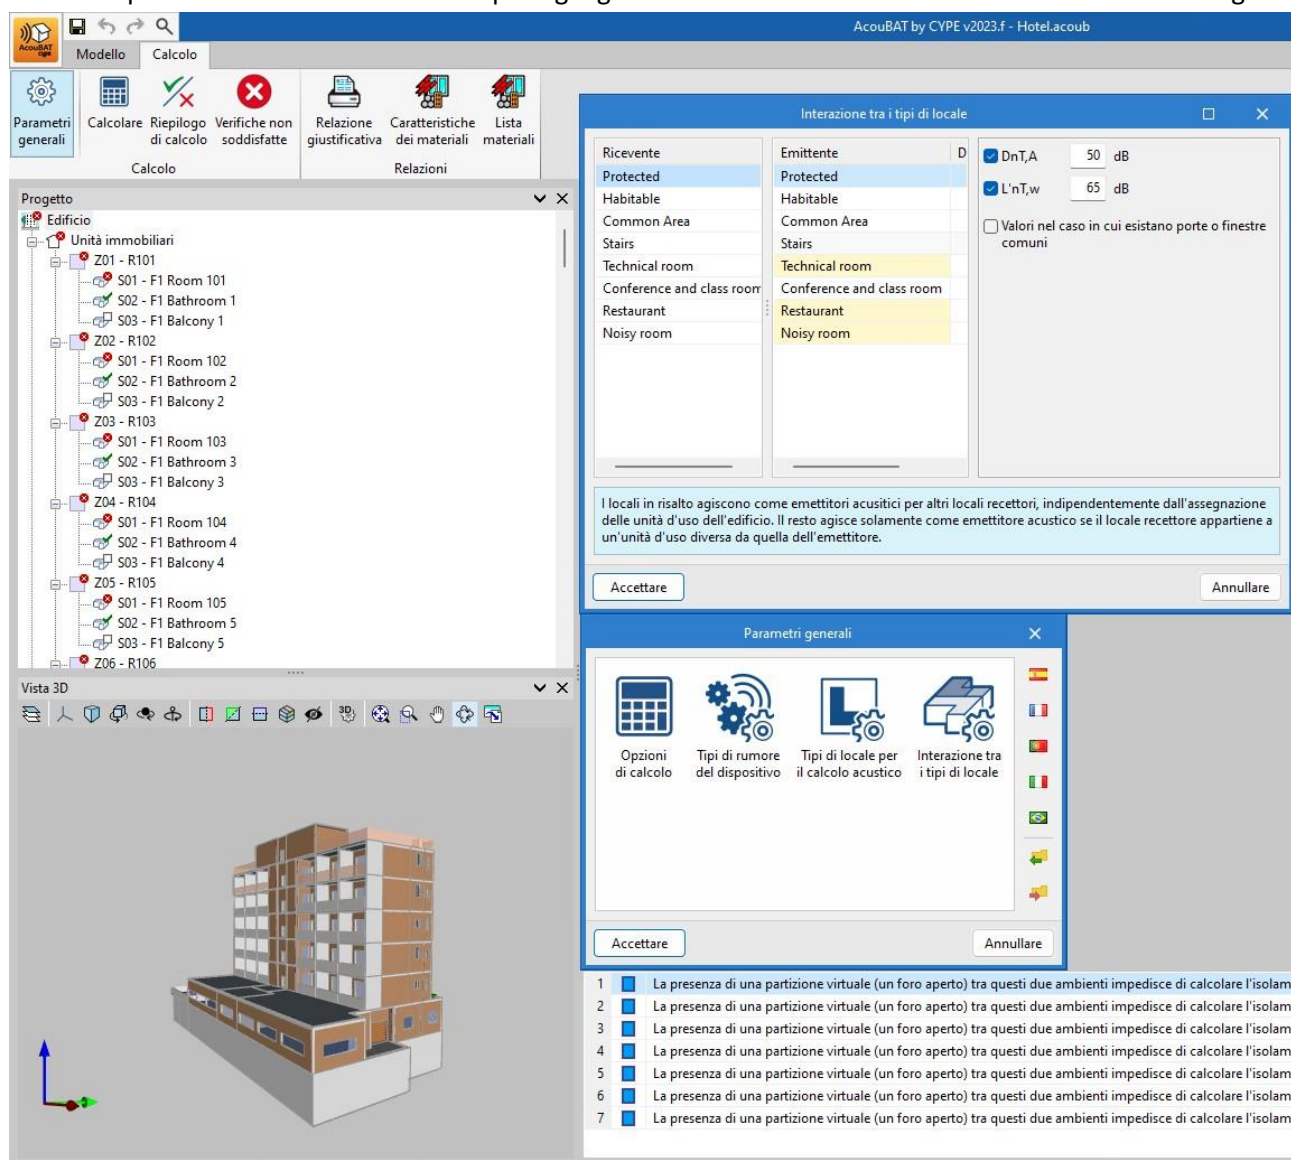 AcouBAT by CYPE v2023.f - Hotel.acoub
AcouBAT
cype
Modello Calcolo
Parametri generali
Calcolare
Riepilogo di calcolo
Verifiche non soddisfatte
Relazione giustificativa
Caratteristiche dei materiali
Lista materiali
Calcolo
Relazioni
Progetto
Edificio
Unità immobiliari
Z01 - R101
S01 - F1 Room 101
S02 - F1 Bathroom 1
S03 - F1 Balcony 1
Z02 - R102
S01 - F1 Room 102
S02 - F1 Bathroom 2
S03 - F1 Balcony 2
Z03 - R103
S01 - F1 Room 103
S02 - F1 Bathroom 3
S03 - F1 Balcony 3
Z04 - R104
S01 - F1 Room 104
S02 - F1 Bathroom 4
S03 - F1 Balcony 4
Z05 - R105
S01 - F1 Room 105
S02 - F1 Bathroom 5
S03 - F1 Balcony 5
Z06 - R106
Vista 3D
3D
Interazione tra i tipi di locale
Ricevente
Protected
Habitable
Common Area
Stairs
Technical room
Conference and class room
Restaurant
Noisy room
Emittente D
Protected
Habitable
Common Area
Stairs
Technical room
Conference and class room
Restaurant
Noisy room
DnT,A 50 dB
L'nT,w 65 dB
Valori nel caso in cui esistano porte o finestre
comuni
I locali in risalto agiscono come emettitori acusitici per altri locali recettori, indipendentemente dall'assegnazione
delle unità d'uso dell'edificio. Il resto agisce solamente come emettitore acustico se il locale recettore appartiene a
un'unità d'uso diversa da quella dell'emettitore.
Accettare Annullare
Parametri generali
Opzioni
di calcolo
Tipi di rumore
del dispositivo
Tipi di locale per
il calcolo acustico
Interazione tra
i tipi di locale
Accettare Annullare
1 La presenza di una partizione virtuale (un foro aperto) tra questi due ambienti impedisce di calcolare l'isolam
2 La presenza di una partizione virtuale (un foro aperto) tra questi due ambienti impedisce di calcolare l'isolam
3 La presenza di una partizione virtuale (un foro aperto) tra questi due ambienti impedisce di calcolare l'isolam
4 La presenza di una partizione virtuale (un foro aperto) tra questi due ambienti impedisce di calcolare l'isolam
5 La presenza di una partizione virtuale (un foro aperto) tra questi due ambienti impedisce di calcolare l'isolam
6 La presenza di una partizione virtuale (un foro aperto) tra questi due ambienti impedisce di calcolare l'isolam
7 La presenza di una partizione virtuale (un foro aperto) tra questi due ambienti impedisce di calcolare l'isolam